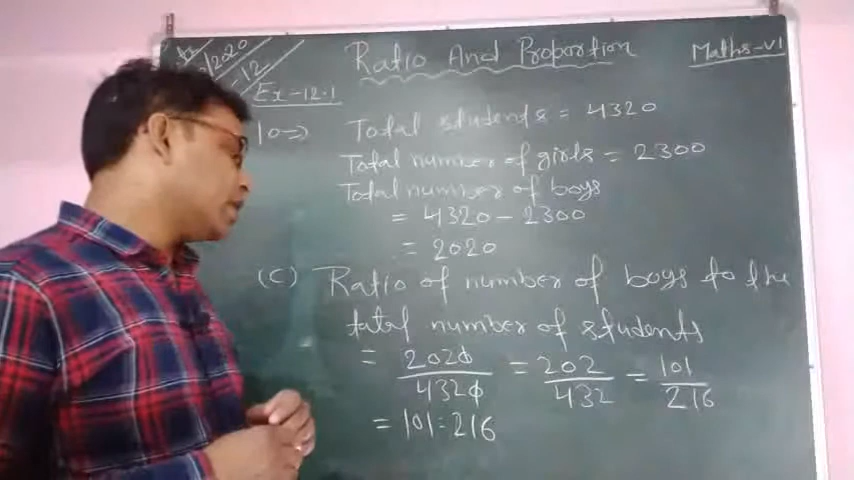 Ratio And Proportion
Maths-VI
Ex-12.1
10⇒ Total students = 4320
Total number of girls = 2300
Total number of boys
= 4320 - 2300
= 2020
(C) Ratio of number of boys to the
total number of students
= 2020/4320 = 202/432 = 101/216
= 101:216